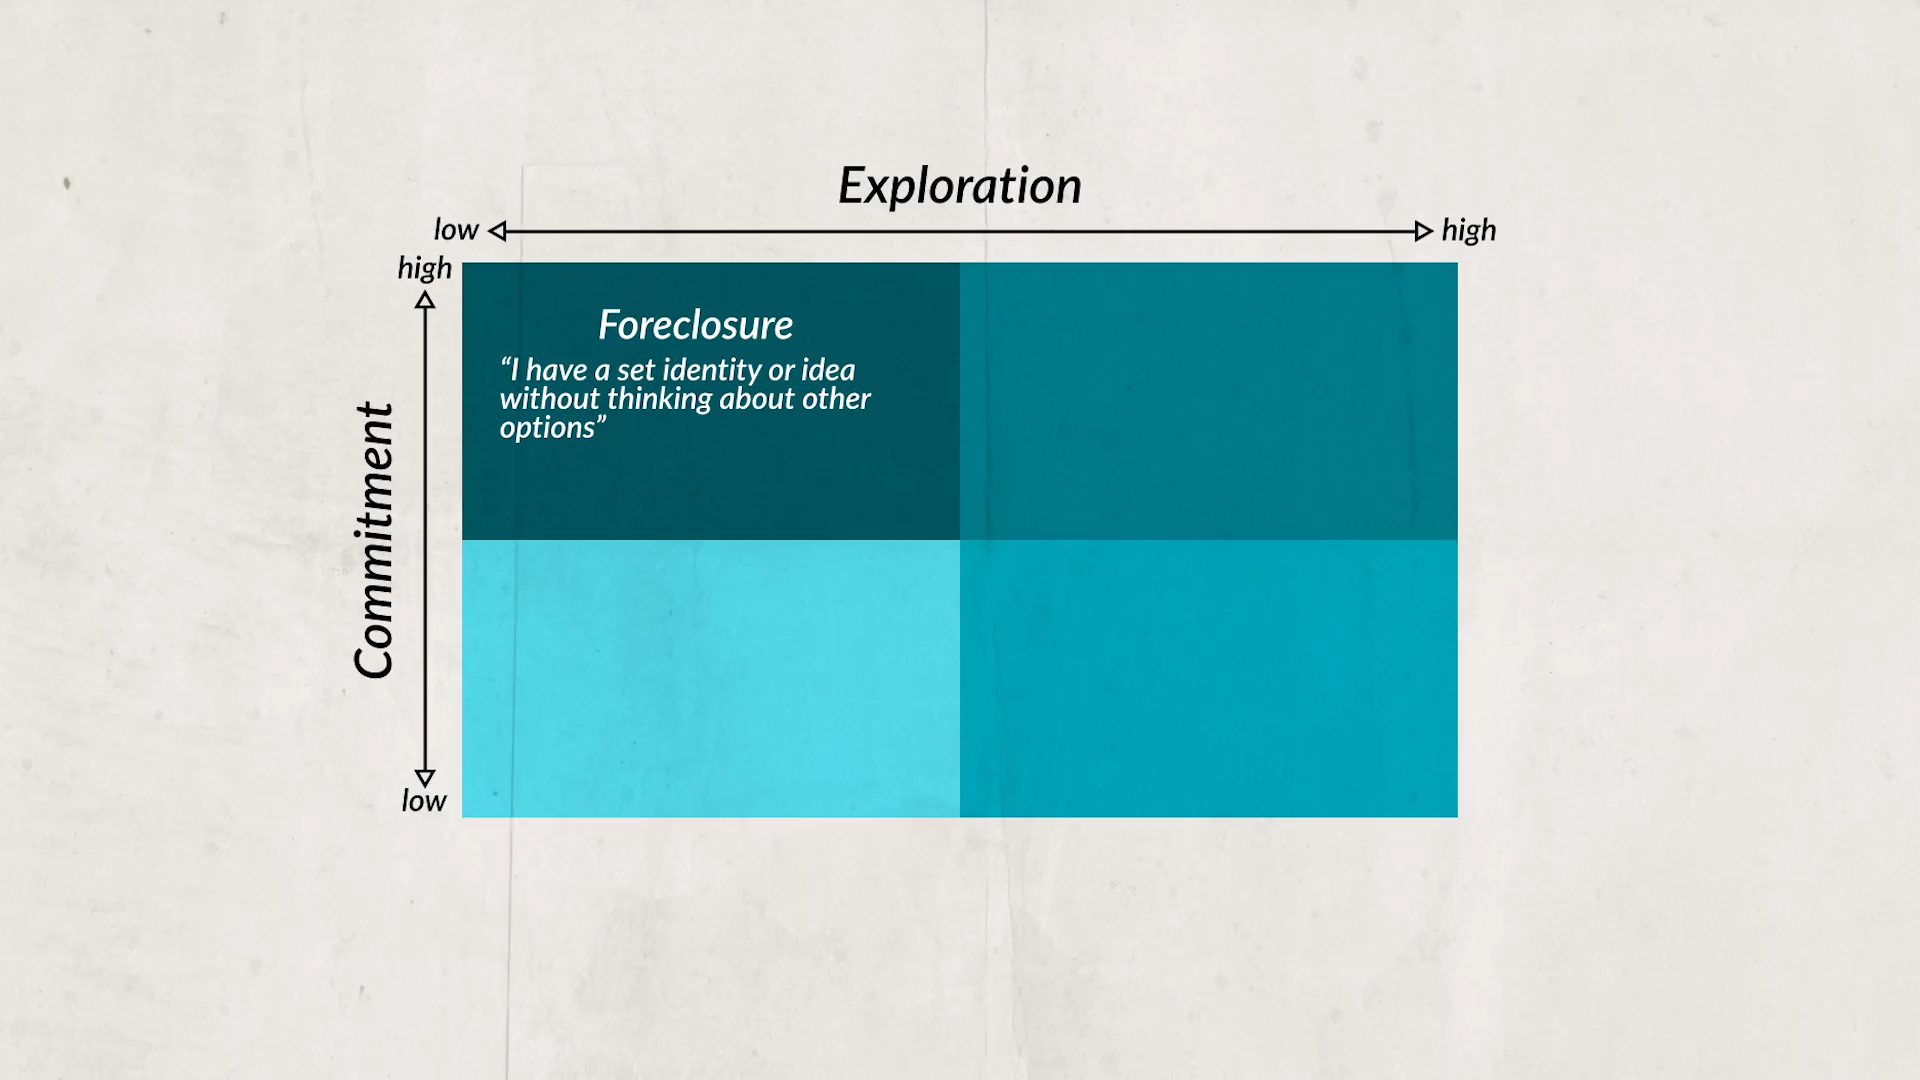 Exploration
low
high
high
Foreclosure
“I have a set identity or idea
without thinking about other
options”
Commitment
low